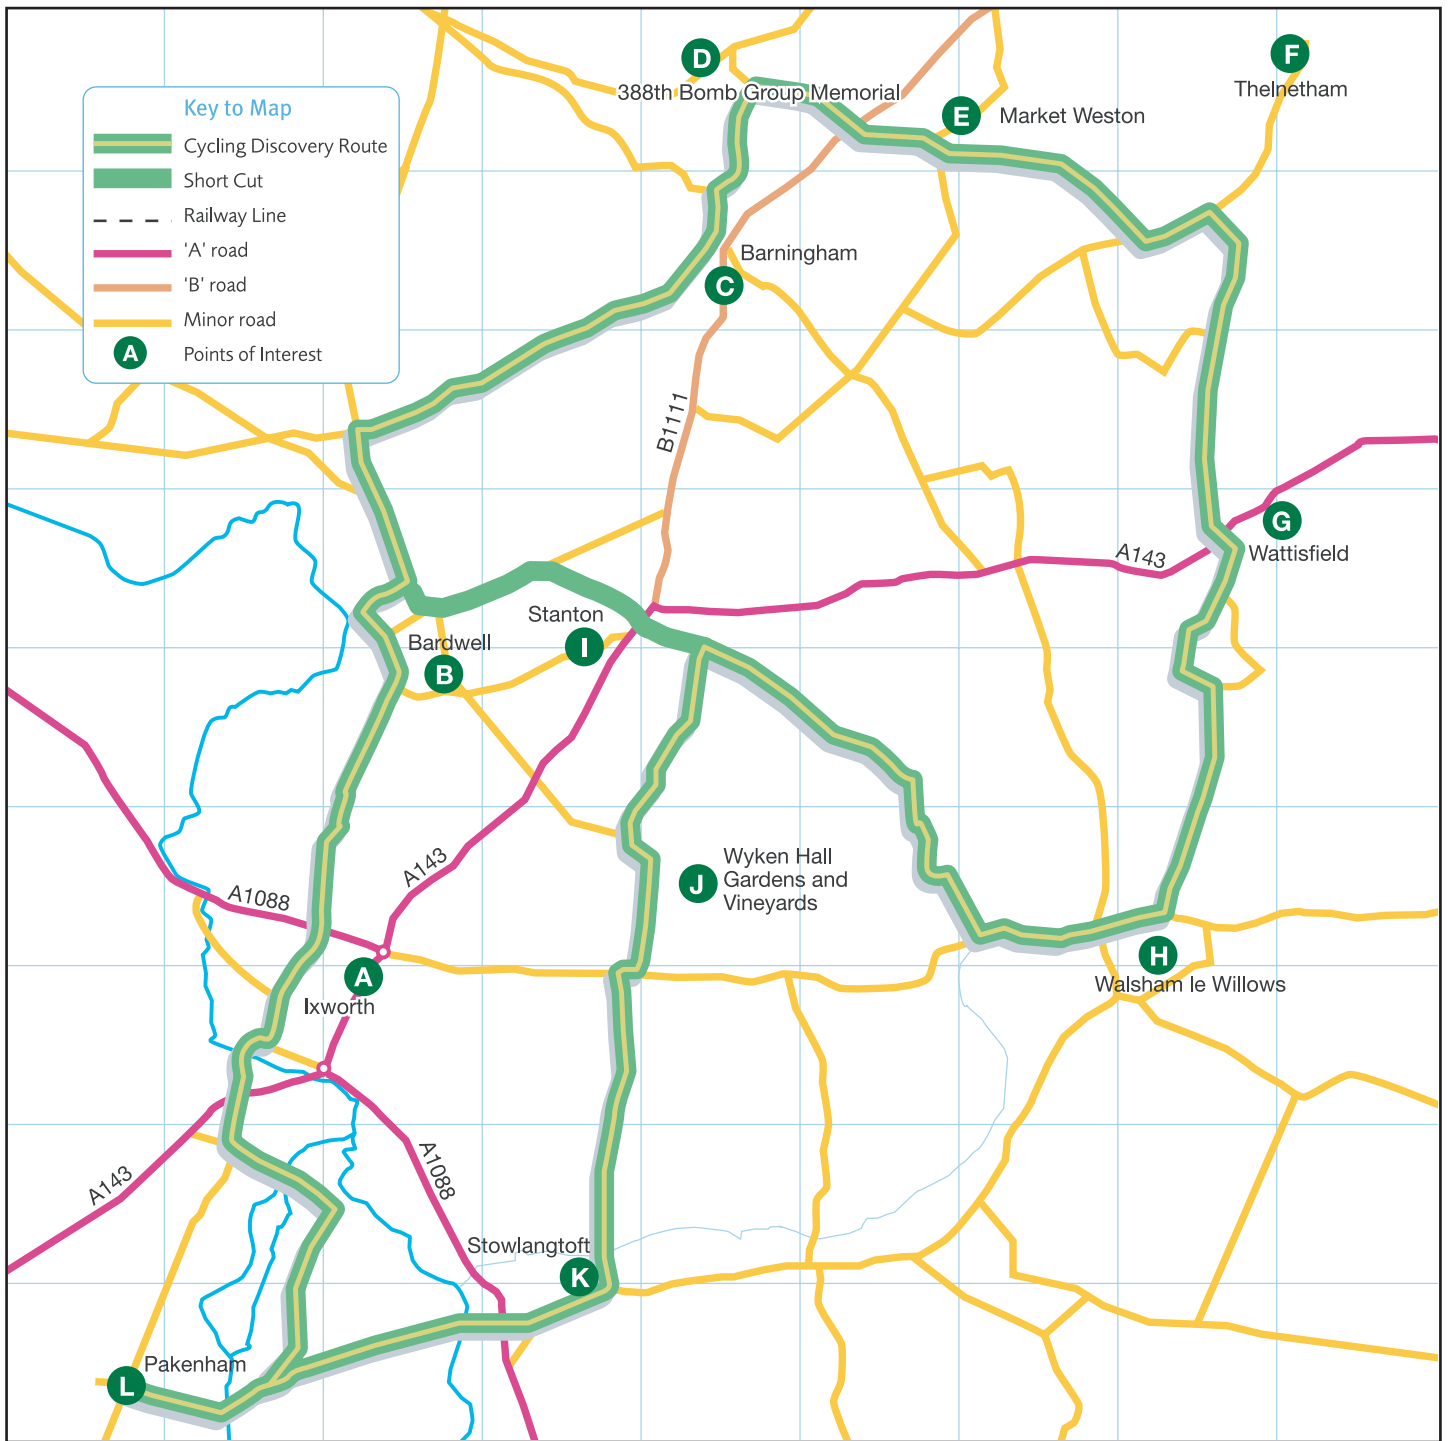 Key to Map
Cycling Discovery Route
Short Cut
Railway Line
'A' road
'B' road
Minor road
A
Points of Interest
D
388th Bomb Group Memorial
F
Thelnetham
E
Market Weston
Barningham
C
B1111
G
Wattisfield
A143
Stanton
I
Bardwell
B
A143
A1088
J
Wyken Hall
Gardens and
Vineyards
A
Ixworth
H
Walsham le Willows
A143
A1088
Stowlangtoft
K
Pakenham
L